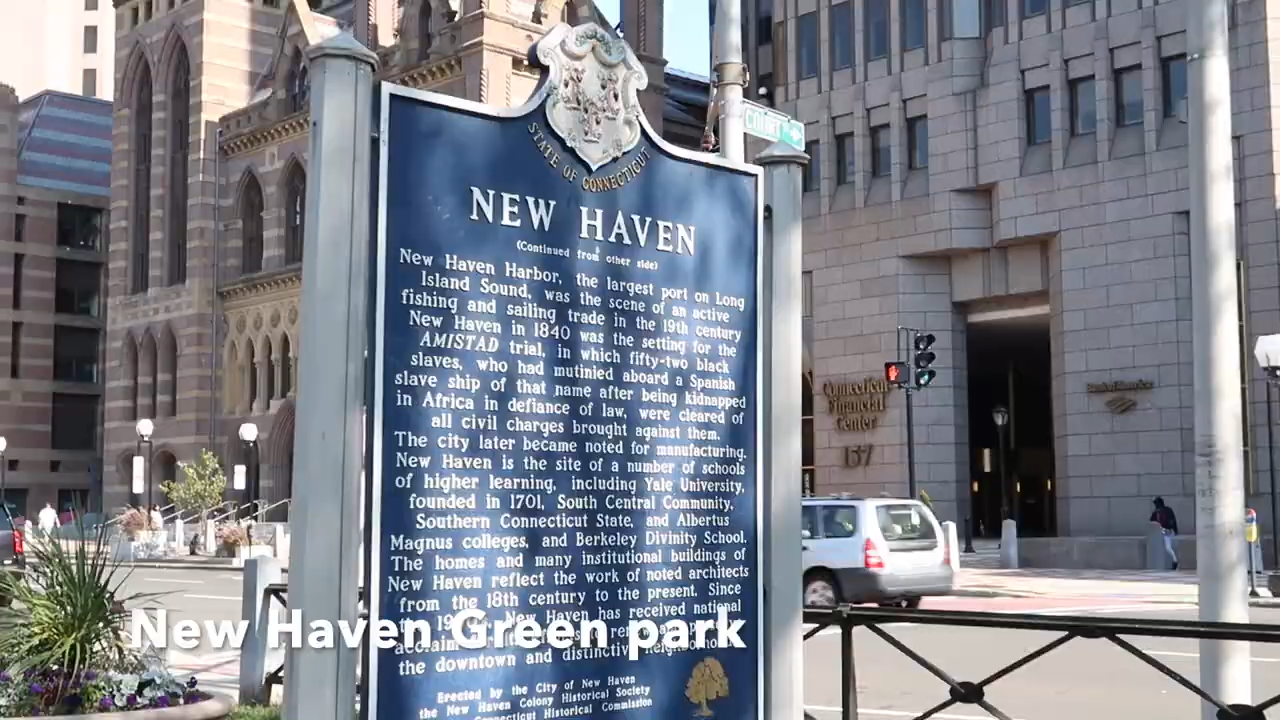 STATE OF CONNECTICUT
NEW HAVEN
(Continued from other side)
New Haven Harbor, the largest port on Long
Island Sound, was the scene of an active
fishing and sailing trade in the 19th century
New Haven in 1840 was the setting for the
AMISTAD trial, in which fifty-two black
slaves, who had mutinied aboard a Spanish
slave ship of that name after being kidnapped
in Africa in defiance of law, were cleared of
all civil charges brought against them.
The city later became noted for manufacturing.
New Haven is the site of a number of schools
of higher learning, including Yale University,
founded in 1701, South Central Community,
Southern Connecticut State, and Albertus
Magnus colleges, and Berkeley Divinity School.
The homes and many institutional buildings of
New Haven reflect the work of noted architects
from the 18th century to the present. Since
New Haven has received national
acclaim
the downtown and distinctive
Erected by the City of New Haven
the New Haven Colony Historical Society
Connecticut Historical Commission
New Haven Green park
COURT
Connecticut
Financial
Center
157